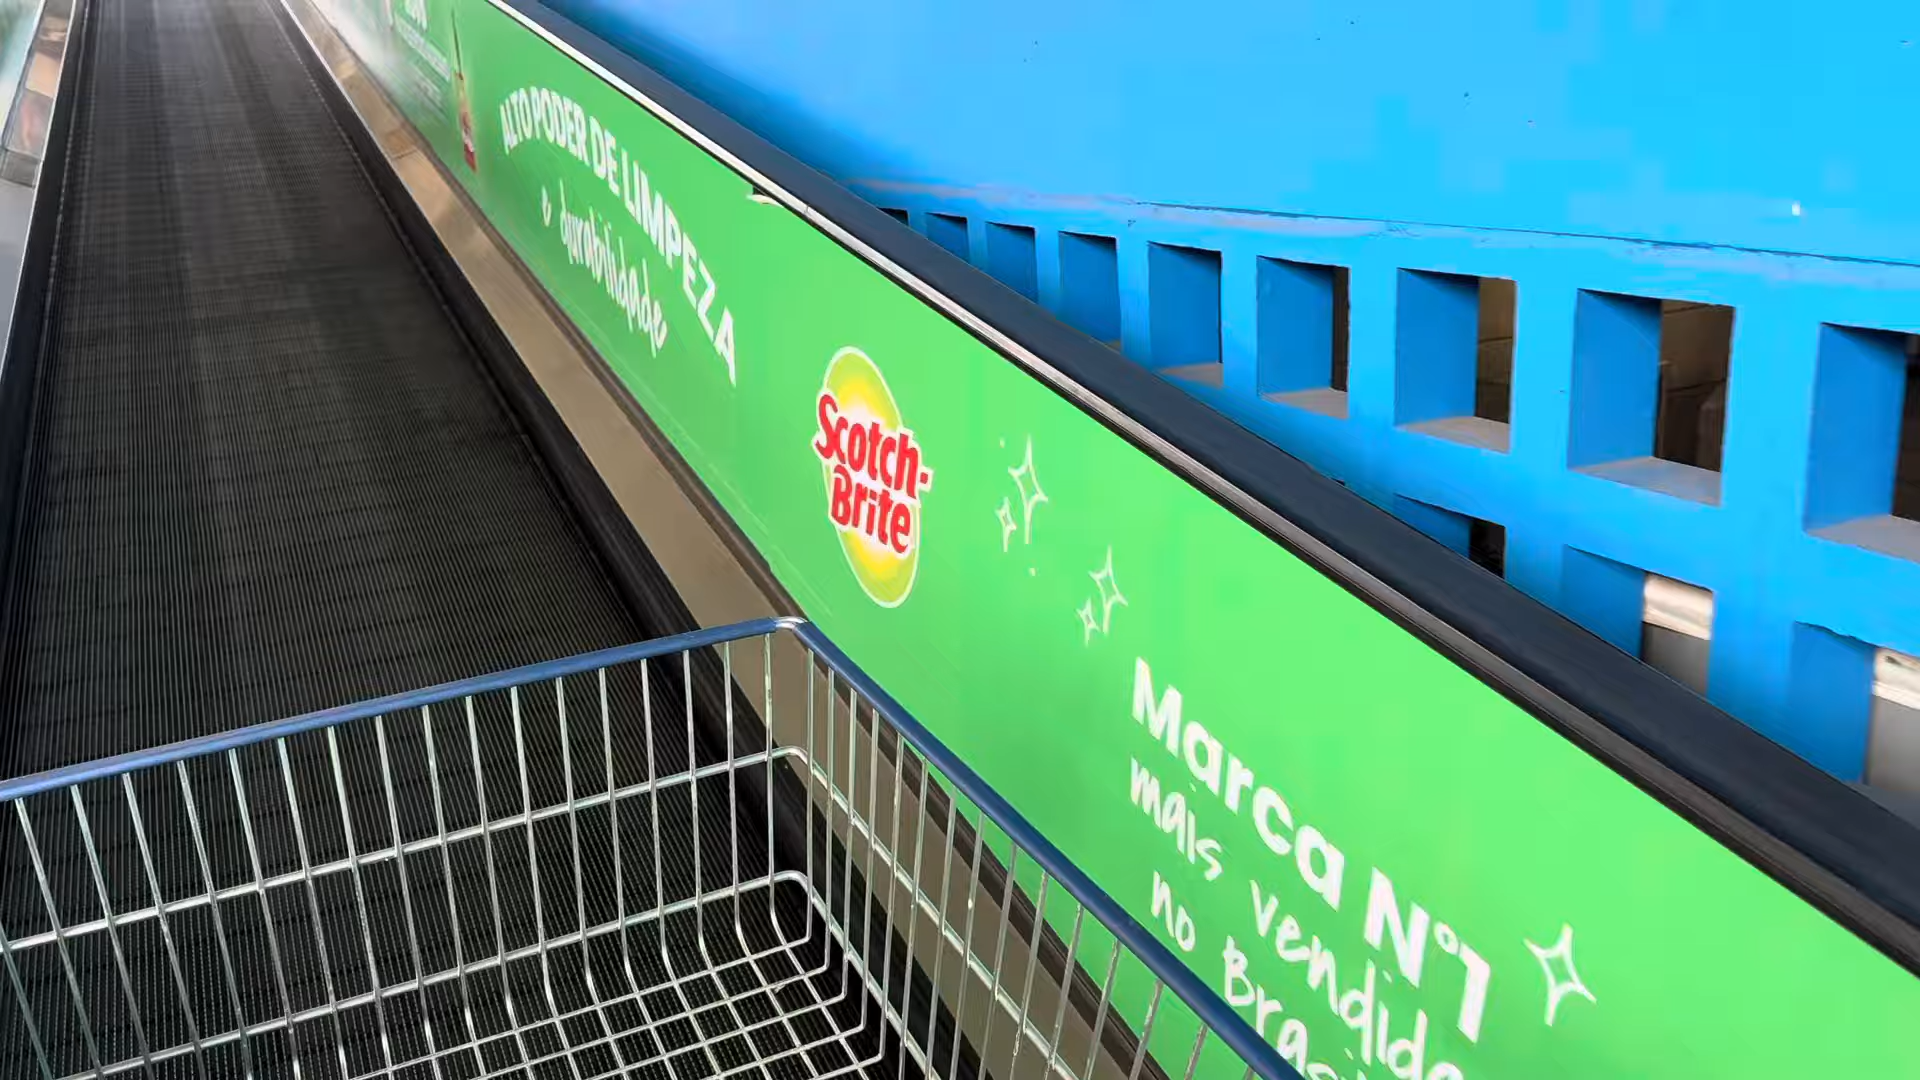 ALTO PODER DE LIMPEZA
e durabilidade
Scotch-
Brite
Marca Nº1
mais vendida
no Brasil